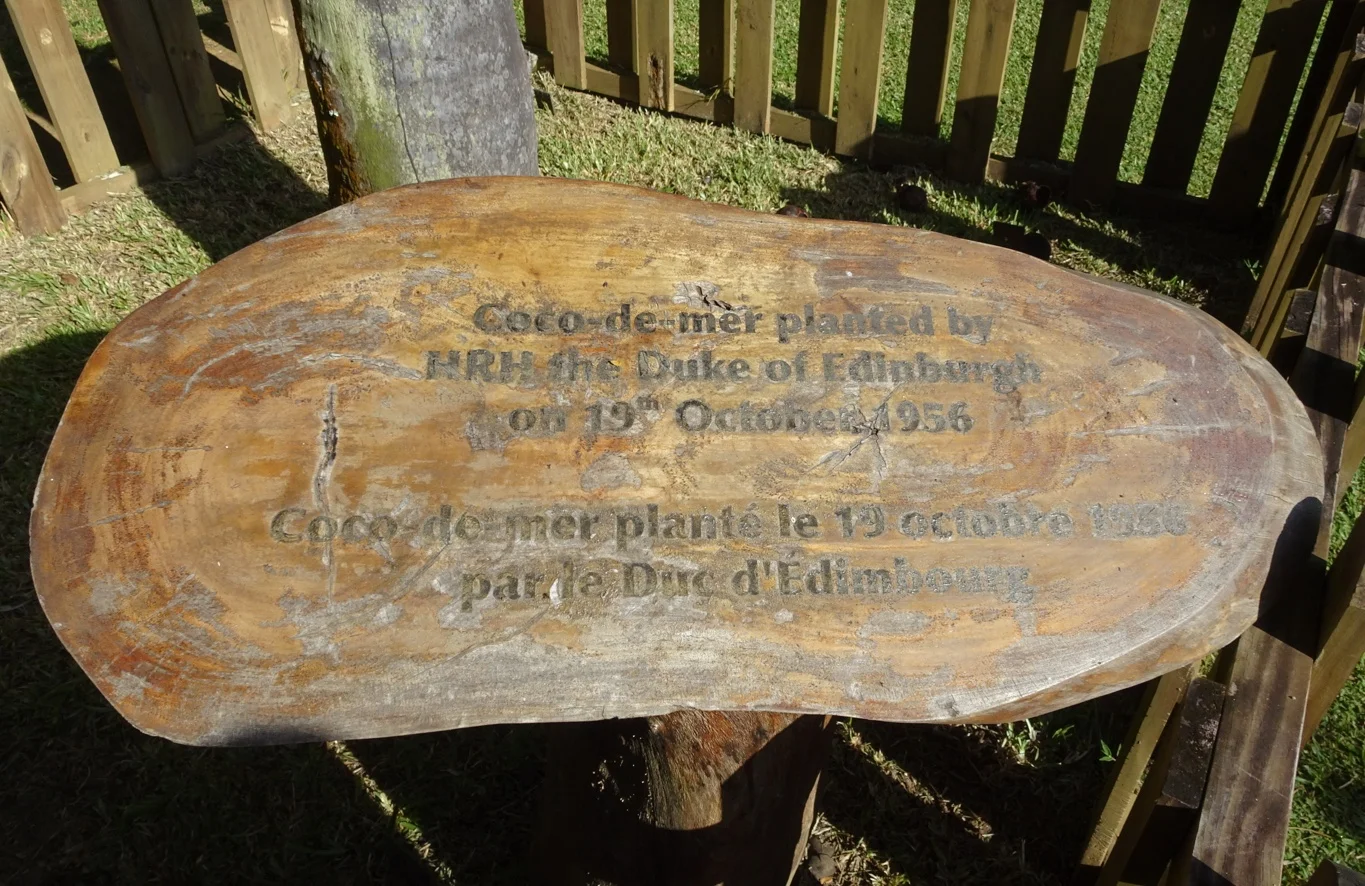 Coco-de-mer planted by
HRH the Duke of Edinburgh
on 19th October 1956
Coco-de-mer planté le 19 octobre 1956
par le Duc d'Édimbourg